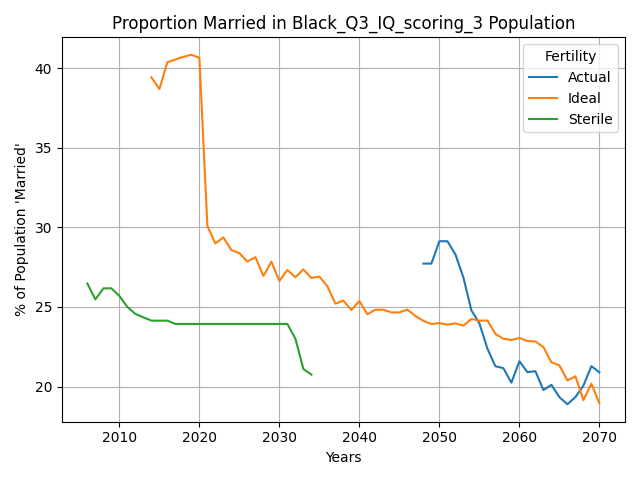 Proportion Married in Black_Q3_IQ_scoring_3 Population
% of Population 'Married'
40
35
30
25
20
Fertility
Actual
Ideal
Sterile
2010 2020 2030 2040 2050 2060 2070
Years